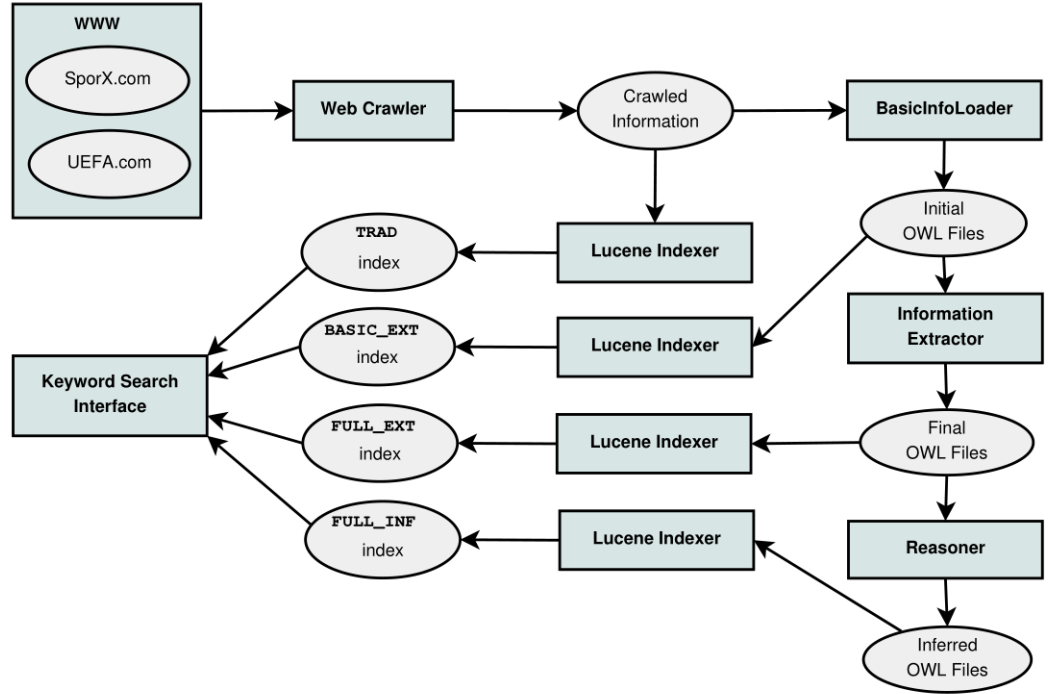 WWW
SporX.com
UEFA.com
Web Crawler
Crawled
Information
BasicInfoLoader
Initial
OWL Files
TRAD
index
Lucene Indexer
Information
Extractor
BASIC_EXT
index
Lucene Indexer
Keyword Search
Interface
FULL_EXT
index
Lucene Indexer
Final
OWL Files
FULL_INF
index
Lucene Indexer
Reasoner
Inferred
OWL Files